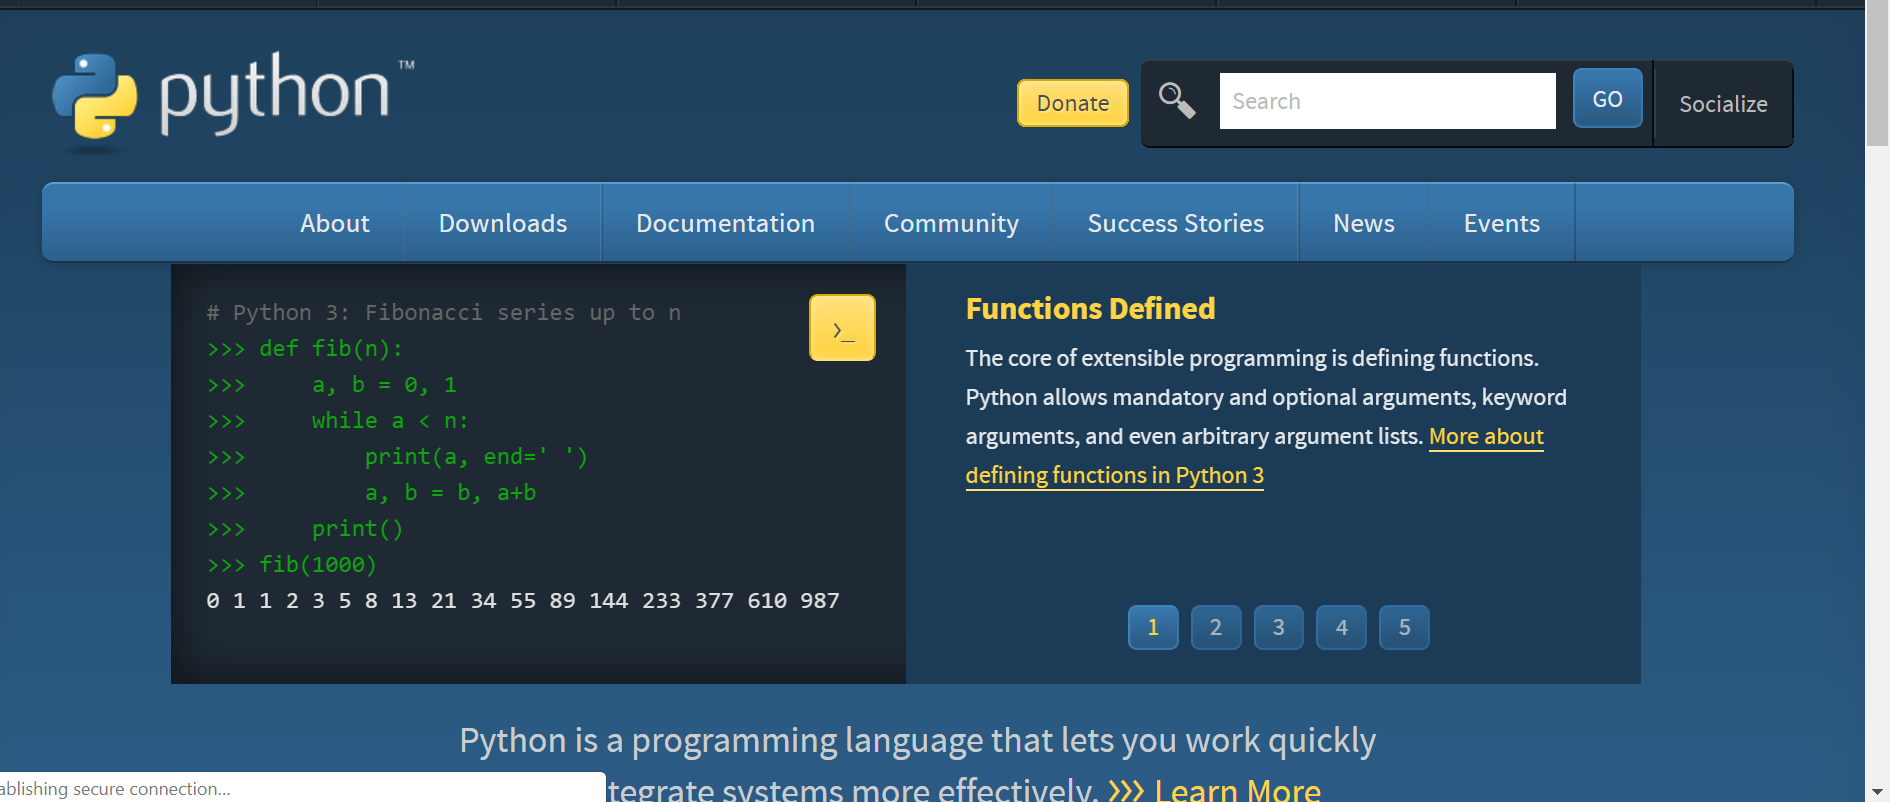 python™
Donate
Search
GO
Socialize
About
Downloads
Documentation
Community
Success Stories
News
Events
# Python 3: Fibonacci series up to n
>>> def fib(n):
>>>     a, b = 0, 1
>>>     while a < n:
>>>         print(a, end=' ')
>>>         a, b = b, a+b
>>>     print()
>>> fib(1000)
0 1 1 2 3 5 8 13 21 34 55 89 144 233 377 610 987
>_
Functions Defined
The core of extensible programming is defining functions.
Python allows mandatory and optional arguments, keyword
arguments, and even arbitrary argument lists. More about
defining functions in Python 3
1 2 3 4 5
Python is a programming language that lets you work quickly
tegrate systems more effectively. >>> Learn More
ablishing secure connection...